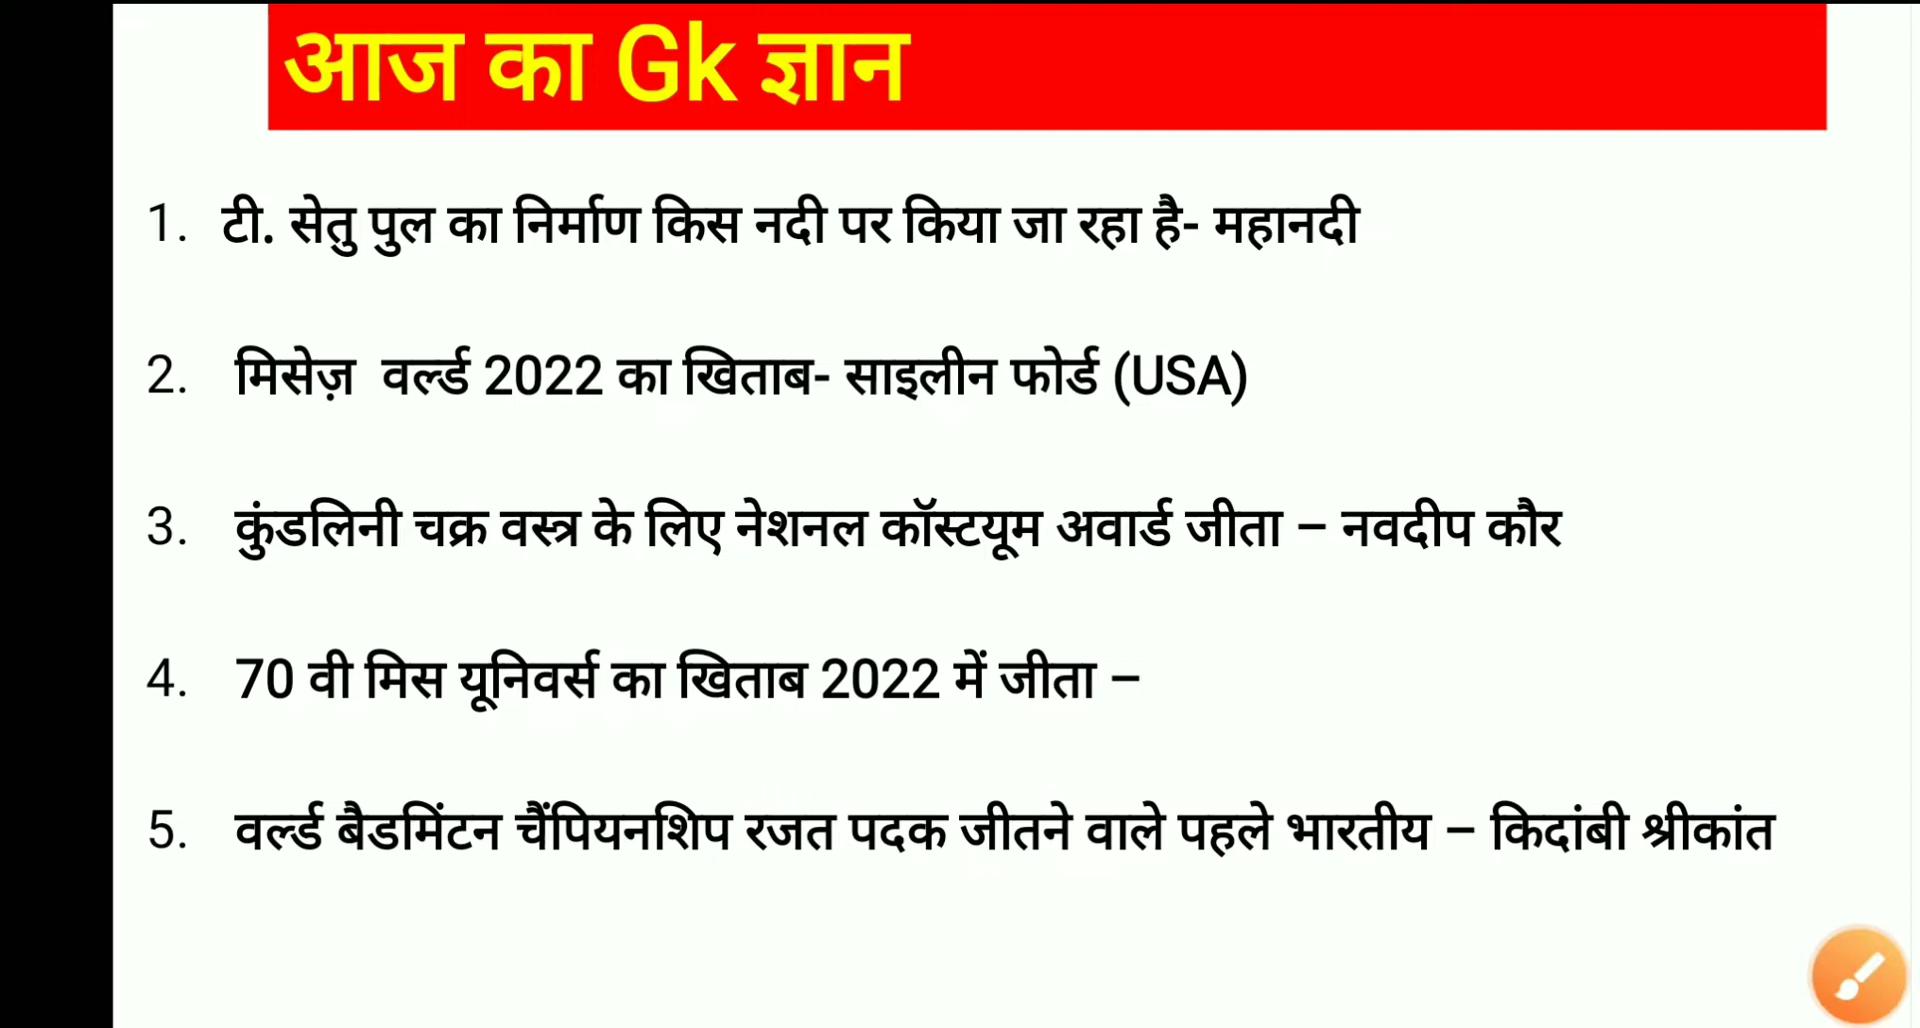 आज का Gk ज्ञान
1. टी. सेतु पुल का निर्माण किस नदी पर किया जा रहा है- महानदी
2. मिसेज़ वर्ल्ड 2022 का खिताब- साइलीन फोर्ड (USA)
3. कुंडलिनी चक्र वस्त्र के लिए नेशनल कॉस्टयूम अवार्ड जीता – नवदीप कौर
4. 70 वी मिस यूनिवर्स का खिताब 2022 में जीता –
5. वर्ल्ड बैडमिंटन चैंपियनशिप रजत पदक जीतने वाले पहले भारतीय – किदांबी श्रीकांत